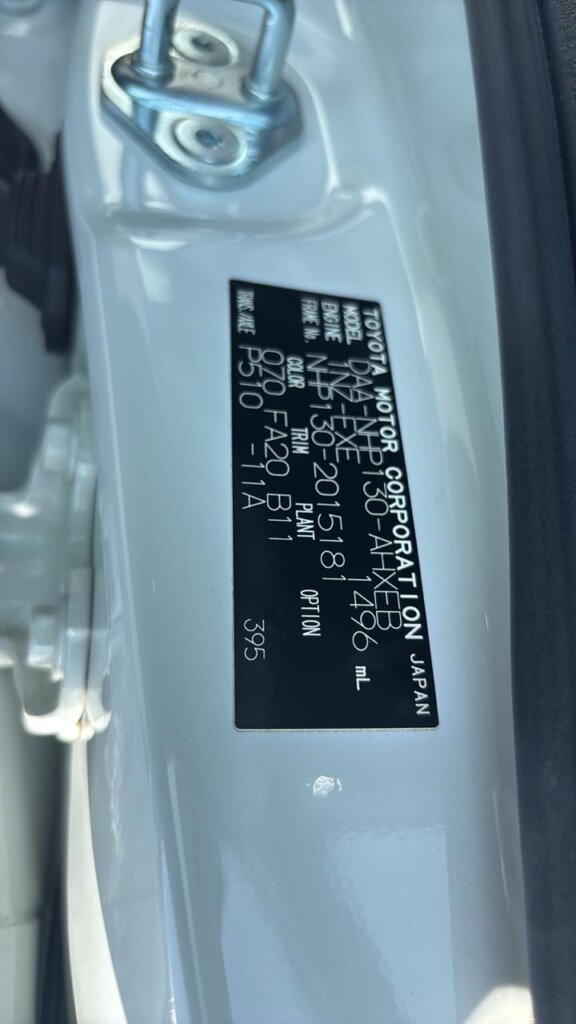 TOYOTA MOTOR CORPORATION JAPAN
MODEL DAA-NHP130-AHXEB
ENGINE 1NZ-EXE 1496 mL
FRAME No. NHP130-2015181
COLOR TRIM PLANT OPTION
070 FA20 B11
TRANS./AXLE P510 -11A 395